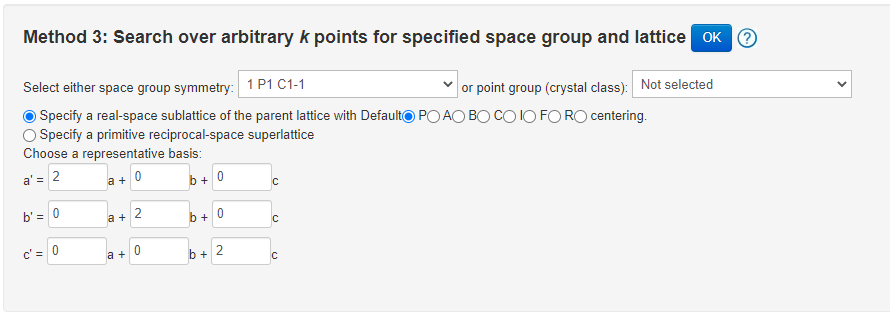 Method 3: Search over arbitrary k points for specified space group and lattice OK ?
Select either space group symmetry: 1 P1 C1-1 or point group (crystal class): Not selected
Specify a real-space sublattice of the parent lattice with Default P A B C I F R centering.
Specify a primitive reciprocal-space superlattice
Choose a representative basis:
a' = 2 a + 0 b + 0 c
b' = 0 a + 2 b + 0 c
c' = 0 a + 0 b + 2 c